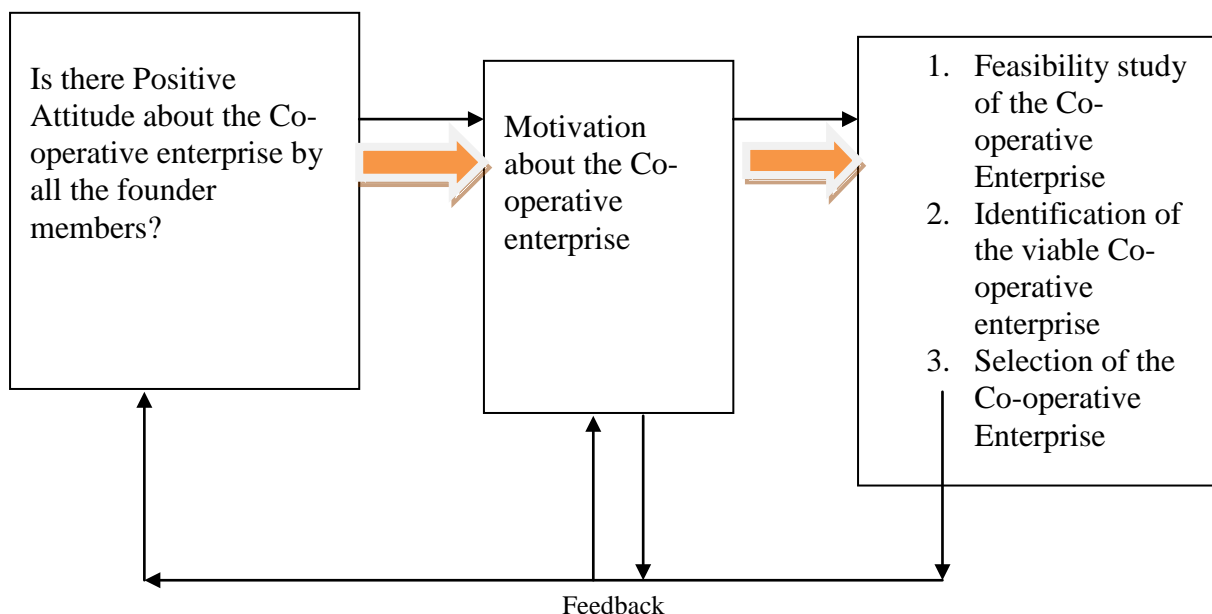 Is there Positive
Attitude about the Co-
operative enterprise by
all the founder
members?
Motivation
about the Co-
operative
enterprise
1. Feasibility study
of the Co-
operative
Enterprise
2. Identification of
the viable Co-
operative
enterprise
3. Selection of the
Co-operative
Enterprise
Feedback